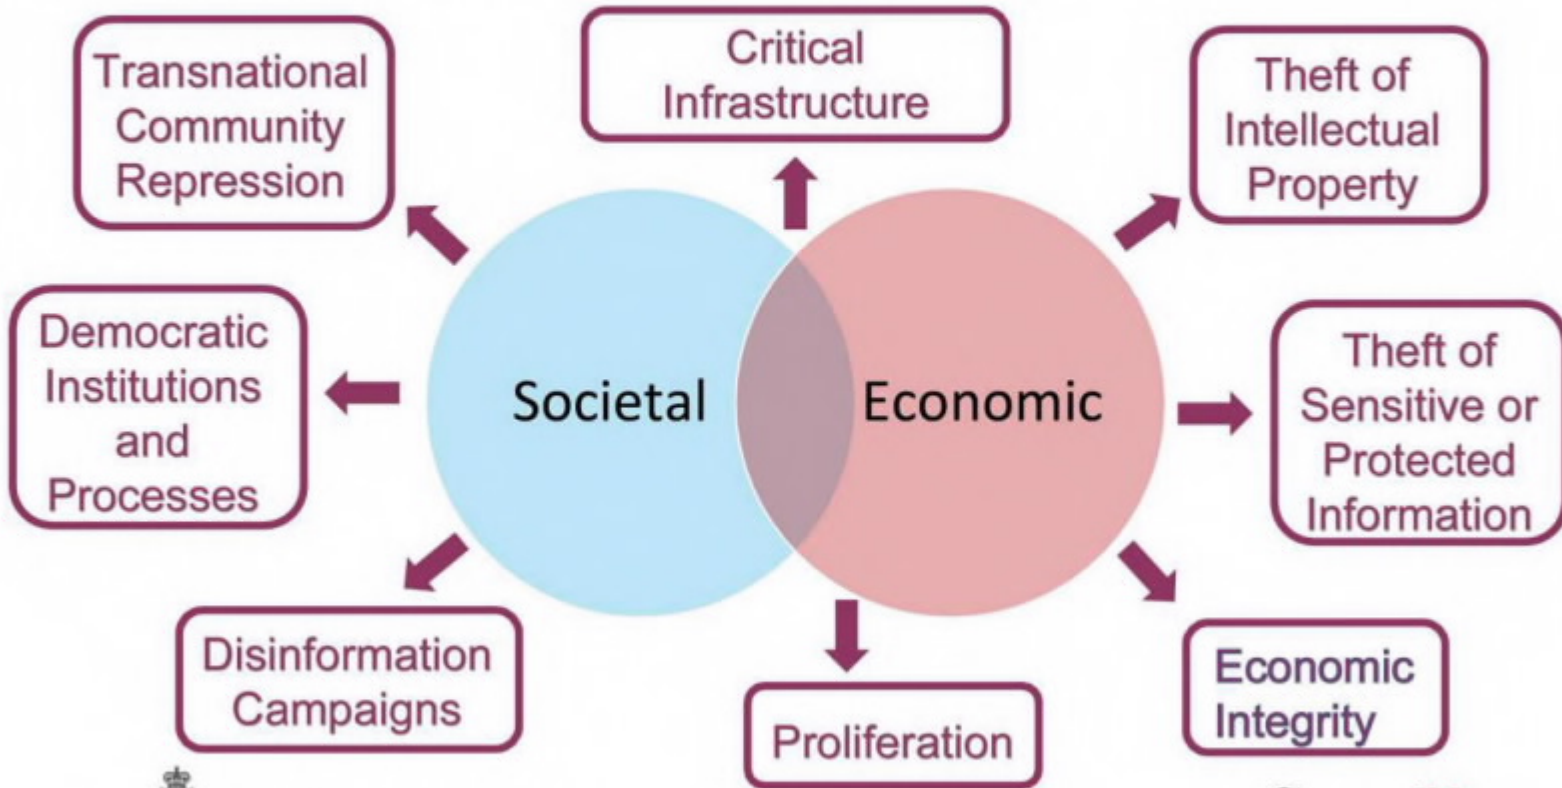 Transnational
Community
Repression
Critical
Infrastructure
Theft of
Intellectual
Property
Democratic
Institutions
and
Processes
Societal
Economic
Theft of
Sensitive or
Protected
Information
Disinformation
Campaigns
Proliferation
Economic
Integrity